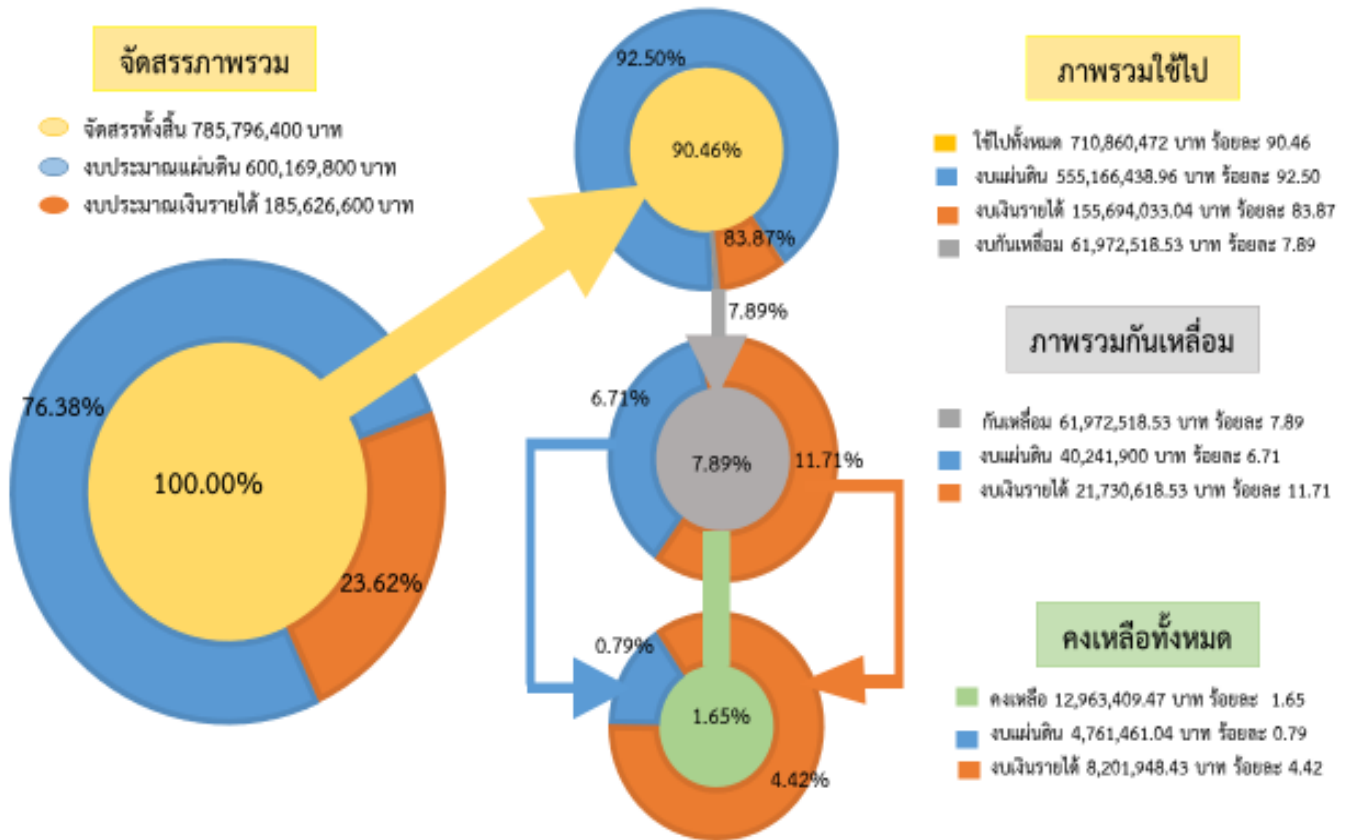 จัดสรรภาพรวม
จัดสรรทั้งสิ้น 785,796,400 บาท
งบประมาณแผ่นดิน 600,169,800 บาท
งบประมาณเงินรายได้ 185,626,600 บาท
76.38%
100.00%
23.62%
92.50%
90.46%
83.87%
7.89%
6.71%
7.89%
11.71%
0.79%
1.65%
4.42%
ภาพรวมใช้ไป
ใช้ไปทั้งหมด 710,860,472 บาท ร้อยละ 90.46
งบแผ่นดิน 555,166,438.96 บาท ร้อยละ 92.50
งบเงินรายได้ 155,694,033.04 บาท ร้อยละ 83.87
งบกันเหลื่อม 61,972,518.53 บาท ร้อยละ 7.89
ภาพรวมกันเหลื่อม
กันเหลื่อม 61,972,518.53 บาท ร้อยละ 7.89
งบแผ่นดิน 40,241,900 บาท ร้อยละ 6.71
งบเงินรายได้ 21,730,618.53 บาท ร้อยละ 11.71
คงเหลือทั้งหมด
คงเหลือ 12,963,409.47 บาท ร้อยละ 1.65
งบแผ่นดิน 4,761,461.04 บาท ร้อยละ 0.79
งบเงินรายได้ 8,201,948.43 บาท ร้อยละ 4.42